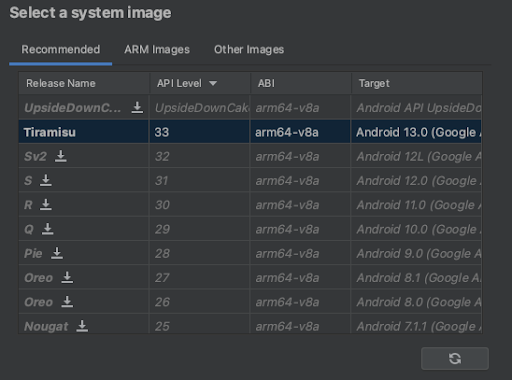 Select a system image
Recommended ARM Images Other Images
Release Name API Level ABI Target
UpsideDownC... UpsideDownCak arm64-v8a Android API UpsideDo
Tiramisu 33 arm64-v8a Android 13.0 (Google A
Sv2 32 arm64-v8a Android 12L (Google A
S 31 arm64-v8a Android 12.0 (Google A
R 30 arm64-v8a Android 11.0 (Google A
Q 29 arm64-v8a Android 10.0 (Google A
Pie 28 arm64-v8a Android 9.0 (Google A
Oreo 27 arm64-v8a Android 8.1 (Google A
Oreo 26 arm64-v8a Android 8.0 (Google A
Nougat 25 arm64-v8a Android 7.1.1 (Google